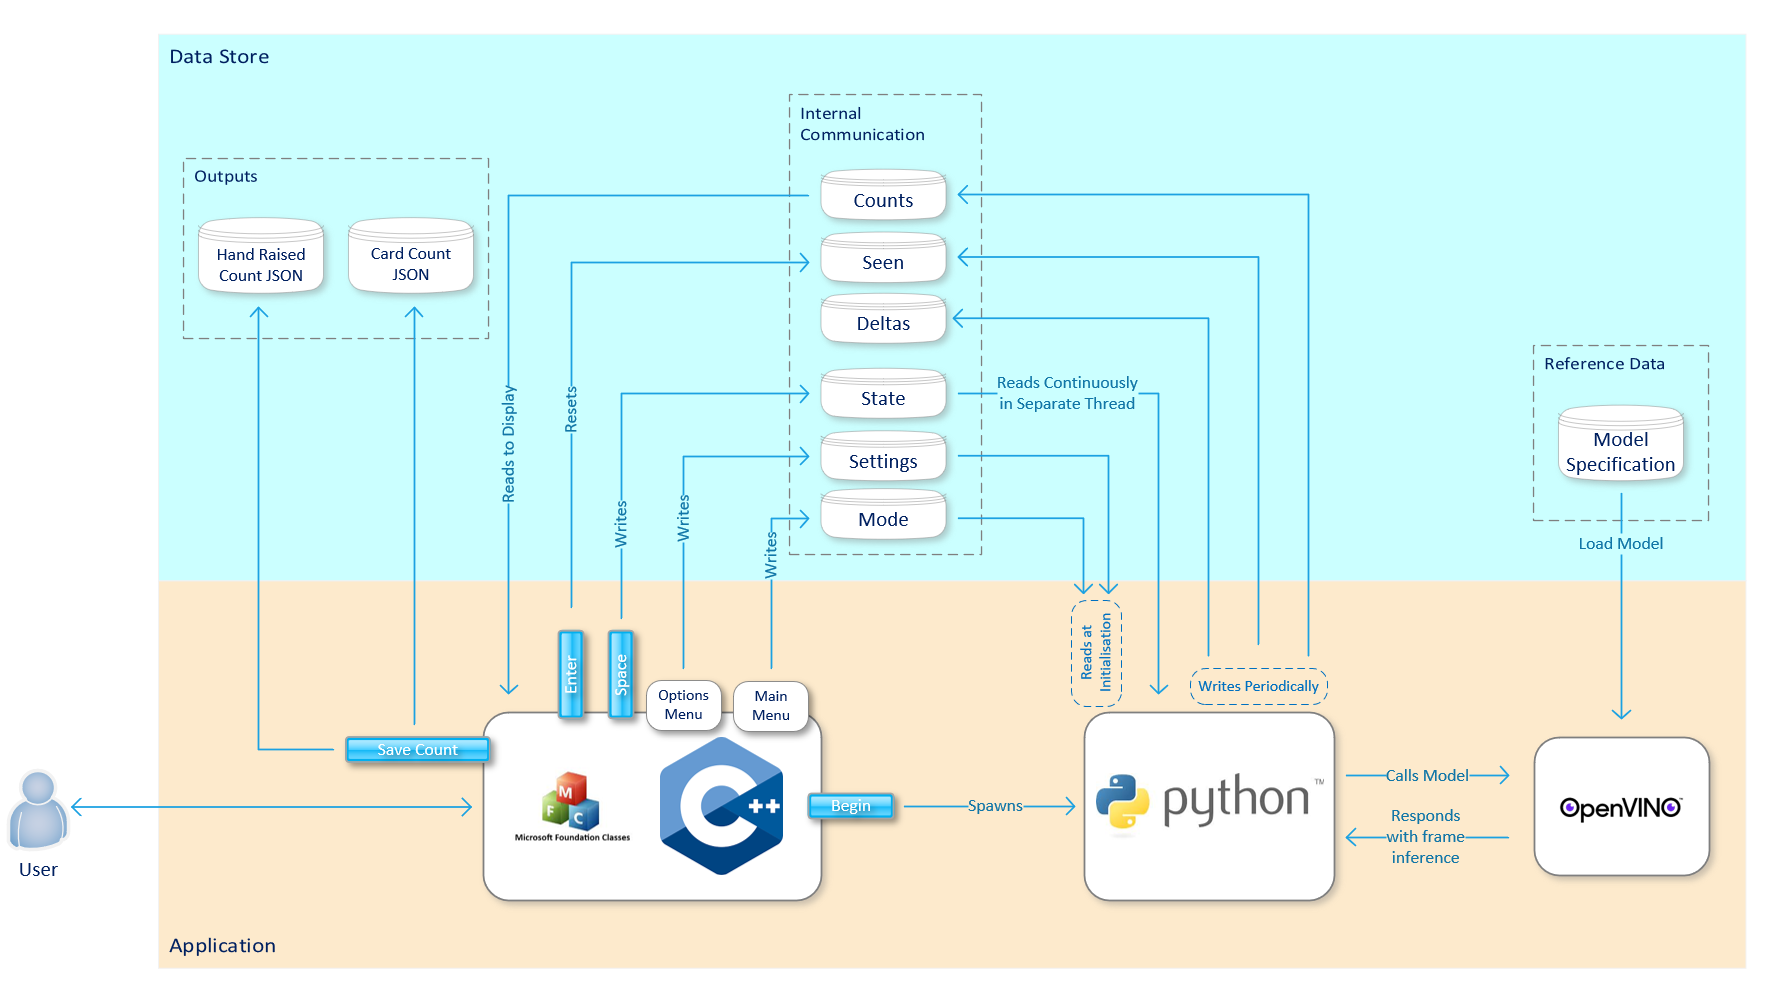 Data Store
Internal
Communication
Outputs
Counts
Hand Raised
Count JSON
Card Count
JSON
Seen
Deltas
State
Reads Continuously
in Separate Thread
Settings
Mode
Reference Data
Model
Specification
Load Model
Reads to Display
Resets
Writes
Writes
Writes
Enter
Space
Options
Menu
Main
Menu
Reads at
Initialisation
Writes Periodically
Save Count
M
F
C
Microsoft Foundation Classes
C++
Begin
Spawns
python™
Calls Model
Responds
with frame
inference
OpenVINO™
User
Application